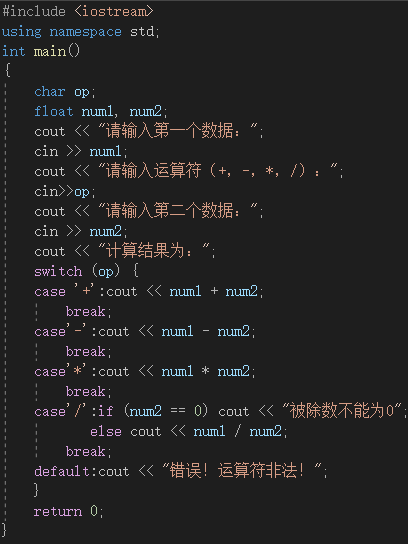 #include <iostream>
using namespace std;
int main()
{
char op;
float num1, num2;
cout << "请输入第一个数据：";
cin >> num1;
cout << "请输入运算符（+，-，*，/）：";
cin>>op;
cout << "请输入第二个数据：";
cin >> num2;
cout << "计算结果为：";
switch (op) {
case '+':cout << num1 + num2;
break;
case'-':cout << num1 - num2;
break;
case'*':cout << num1 * num2;
break;
case'/':if (num2 == 0) cout << "被除数不能为0";
else cout << num1 / num2;
break;
default:cout << "错误！运算符非法！";
}
return 0;
}